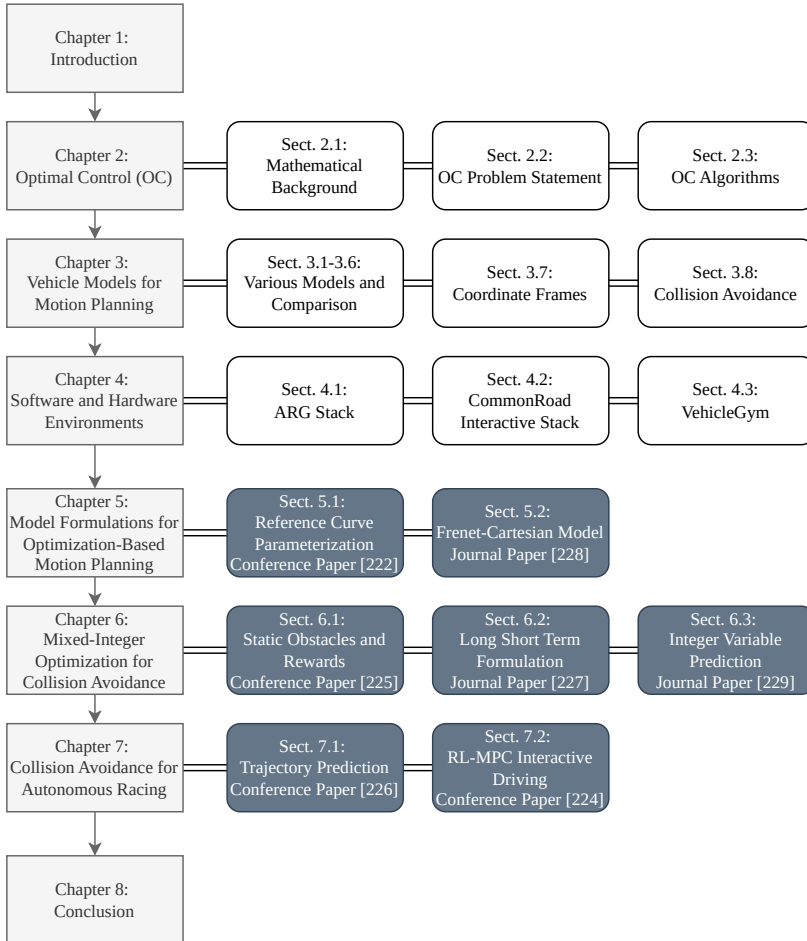 Chapter 1:
Introduction
Chapter 2:
Optimal Control (OC)
Sect. 2.1:
Mathematical
Background
Sect. 2.2:
OC Problem Statement
Sect. 2.3:
OC Algorithms
Chapter 3:
Vehicle Models for
Motion Planning
Sect. 3.1-3.6:
Various Models and
Comparison
Sect. 3.7:
Coordinate Frames
Sect. 3.8:
Collision Avoidance
Chapter 4:
Software and Hardware
Environments
Sect. 4.1:
ARG Stack
Sect. 4.2:
CommonRoad
Interactive Stack
Sect. 4.3:
VehicleGym
Chapter 5:
Model Formulations for
Optimization-Based
Motion Planning
Sect. 5.1:
Reference Curve
Parameterization
Conference Paper [222]
Sect. 5.2:
Frenet-Cartesian Model
Journal Paper [228]
Chapter 6:
Mixed-Integer
Optimization for
Collision Avoidance
Sect. 6.1:
Static Obstacles and
Rewards
Conference Paper [225]
Sect. 6.2:
Long Short Term
Formulation
Journal Paper [227]
Sect. 6.3:
Integer Variable
Prediction
Journal Paper [229]
Chapter 7:
Collision Avoidance for
Autonomous Racing
Sect. 7.1:
Trajectory Prediction
Conference Paper [226]
Sect. 7.2:
RL-MPC Interactive
Driving
Conference Paper [224]
Chapter 8:
Conclusion